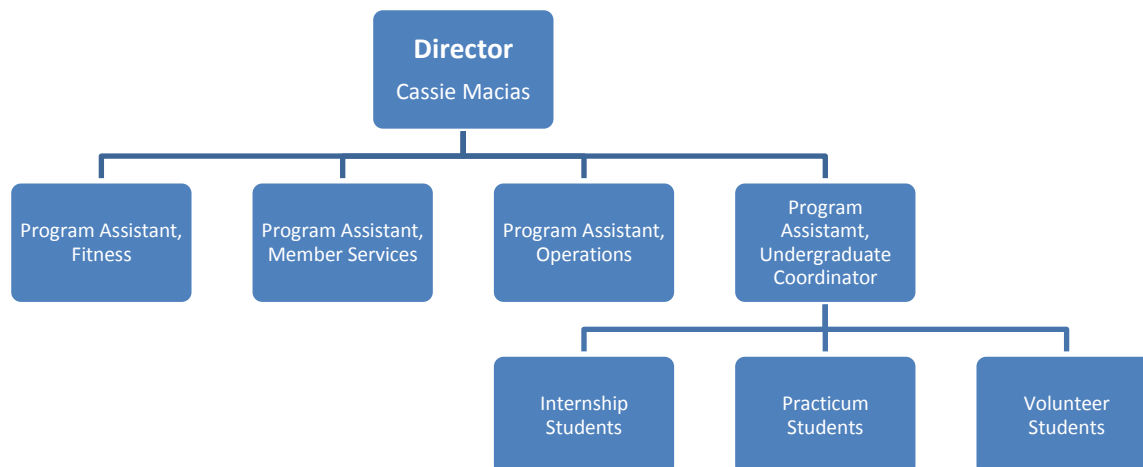 Director
Cassie Macias
Program Assistant,
Fitness
Program Assistant,
Member Services
Program Assistant,
Operations
Program
Assistamt,
Undergraduate
Coordinator
Internship
Students
Practicum
Students
Volunteer
Students